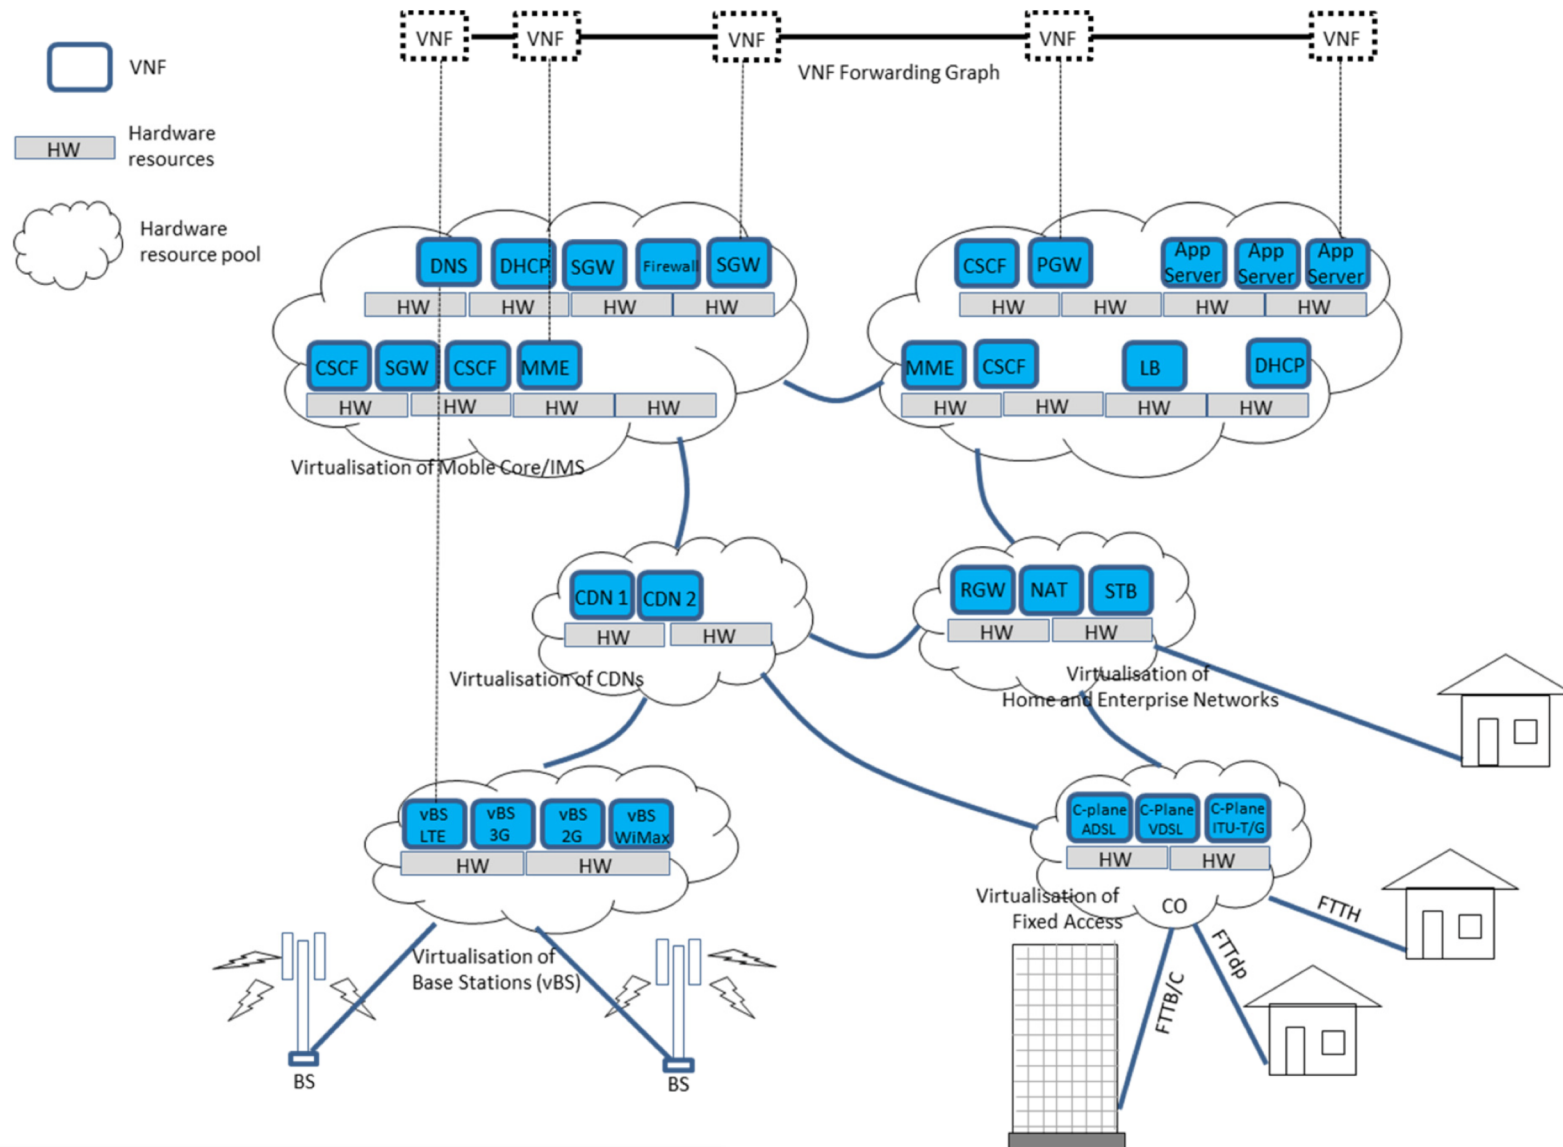 VNF
VNF
VNF
VNF
VNF
VNF Forwarding Graph
VNF
HW
Hardware
resources
Hardware
resource pool
DNS
DHCP
SGW
Firewall
SGW
HW
HW
HW
HW
CSCF
SGW
CSCF
MME
HW
HW
HW
HW
Virtualisation of Moble Core/IMS
CSCF
PGW
App
Server
App
Server
App
Server
HW
HW
HW
HW
MME
CSCF
LB
DHCP
HW
HW
HW
HW
CDN 1
CDN 2
HW
HW
Virtualisation of CDNs
RGW
NAT
STB
HW
HW
Virtualisation of
Home and Enterprise Networks
vBS
LTE
vBS
3G
vBS
2G
vBS
WiMax
HW
HW
Virtualisation of
Base Stations (vBS)
BS
BS
C-plane
ADSL
C-Plane
VDSL
C-Plane
ITU-T/G
HW
HW
Virtualisation of
Fixed Access
CO
FTTH
FTTdp
FTTB/C